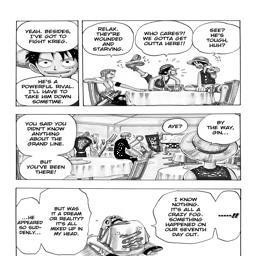 YEAH. BESIDES,
I'VE GOT TO
FIGHT KRIEG.
HE'S A
POWERFUL RIVAL.
I'LL HAVE TO
TAKE HIM DOWN
SOMETIME.
RELAX.
THEY'RE
WOUNDED
AND
STARVING.
WHO CARES?!
WE GOTTA GET
OUTTA HERE!!
SEE?
HE'S
TOUGH,
HUH?
YOU SAID YOU
DIDN'T KNOW
ANYTHING
ABOUT THE
GRAND LINE.
BUT
YOU'VE BEEN
THERE!
AYE?
BY
THE WAY,
GIN...
...HE
APPEARED
SO SUD-
DENLY...
BUT WAS
IT A DREAM
OR REALITY?
IT'S ALL
MIXED UP IN
MY HEAD.
I KNOW
NOTHING.
IT'S ALL A
CRAZY FOG.
SOMETHING
HAPPENED ON
OUR SEVENTH
DAY OUT.
......!!